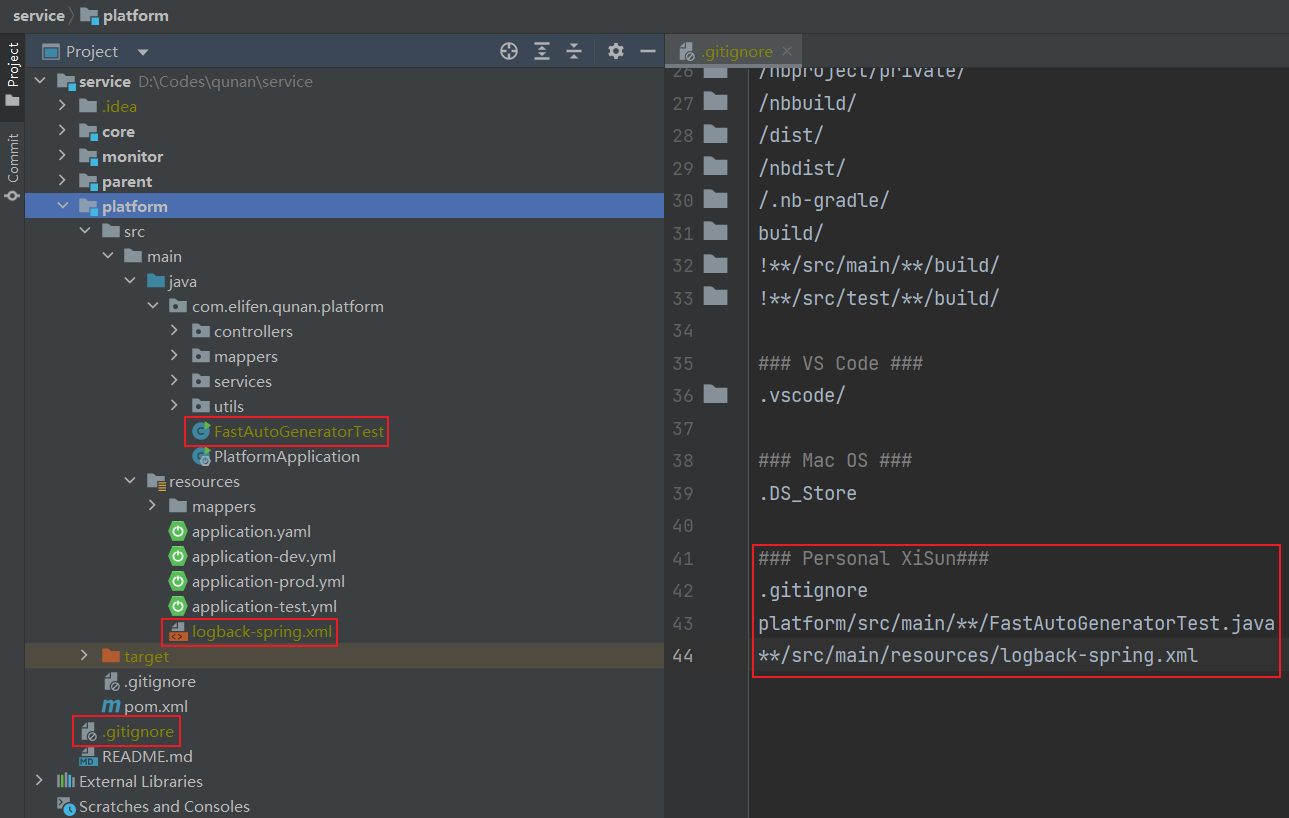 service platform
Project
Commit
Project
service D:\Codes\qunan\service
.idea
core
monitor
parent
platform
src
main
java
com.elifen.qunan.platform
controllers
mappers
services
utils
FastAutoGeneratorTest
PlatformApplication
resources
mappers
application.yaml
application-dev.yml
application-prod.yml
application-test.yml
logback-spring.xml
target
.gitignore
pom.xml
.gitignore
README.md
External Libraries
Scratches and Consoles
.gitignore
26 /nbproject/private/
27 /nbbuild/
28 /dist/
29 /nbdist/
30 /.nb-gradle/
31 build/
32 !**/src/main/**/build/
33 !**/src/test/**/build/
34
35 ### VS Code ###
36 .vscode/
37
38 ### Mac OS ###
39 .DS_Store
40
41 ### Personal XiSun###
42 .gitignore
43 platform/src/main/**/FastAutoGeneratorTest.java
44 **/src/main/resources/logback-spring.xml